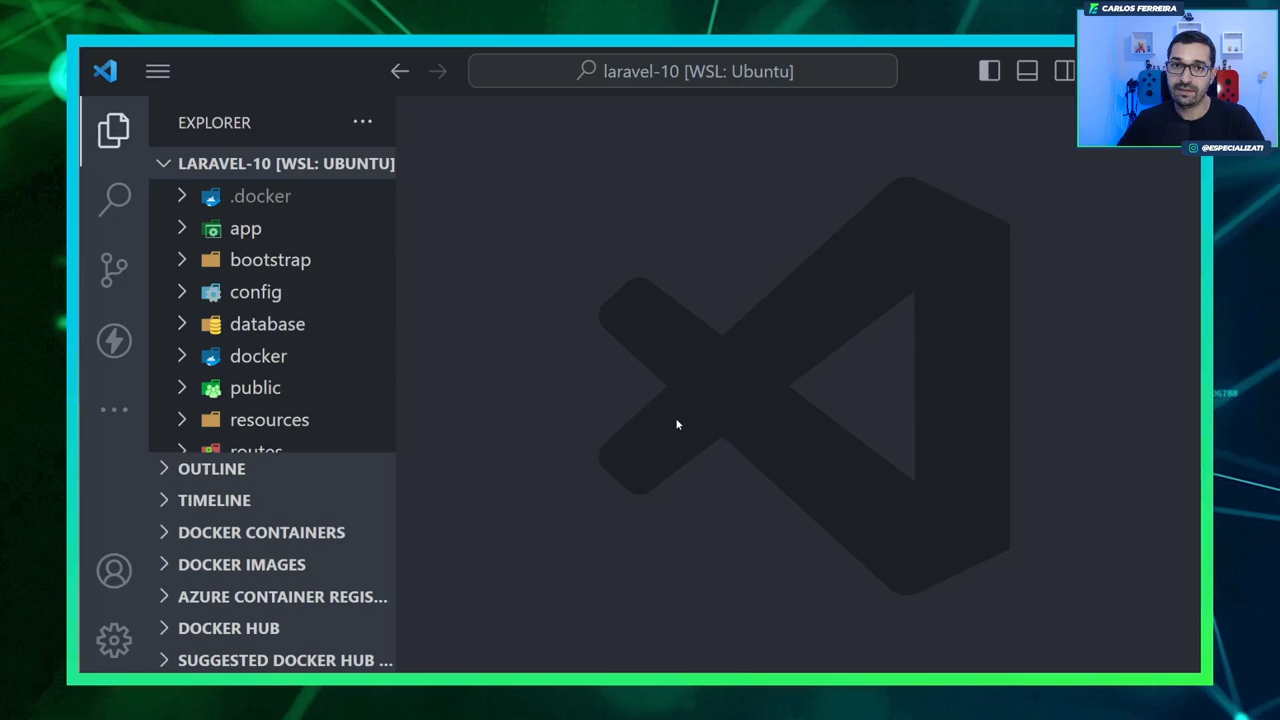 CARLOS FERREIRA
laravel-10 [WSL: Ubuntu]
@ESPECIALIZATI
EXPLORER
LARAVEL-10 [WSL: UBUNTU]
.docker
app
bootstrap
config
database
docker
public
resources
routes
OUTLINE
TIMELINE
DOCKER CONTAINERS
DOCKER IMAGES
AZURE CONTAINER REGIS...
DOCKER HUB
SUGGESTED DOCKER HUB ...